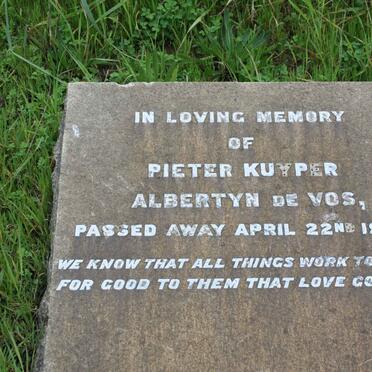 IN LOVING MEMORY
OF
PIETER KUYPER
ALBERTYN DE VOS,
PASSED AWAY APRIL 22ND
WE KNOW THAT ALL THINGS WORK
FOR GOOD TO THEM THAT LOVE